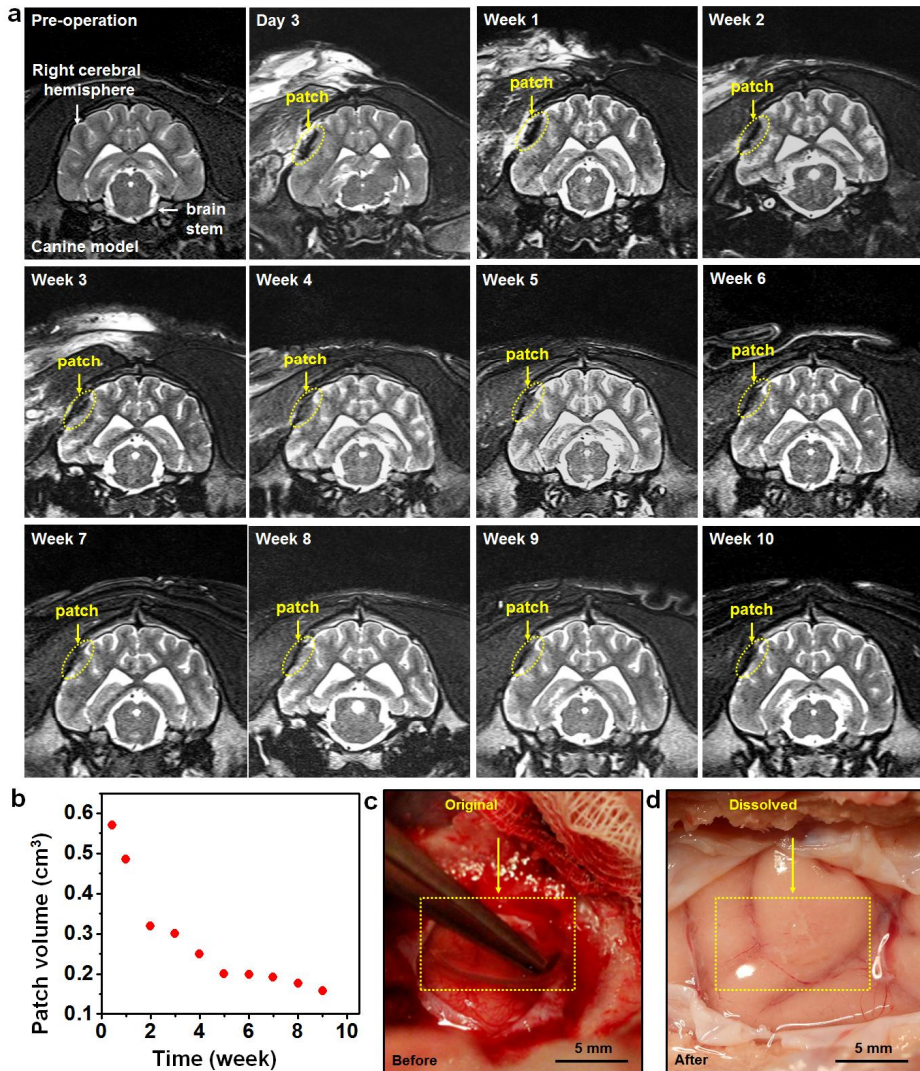 a
Pre-operation
Right cerebral
hemisphere
brain
stem
Canine model
Day 3
patch
Week 1
patch
Week 2
patch
Week 3
patch
Week 4
patch
Week 5
patch
Week 6
patch
Week 7
patch
Week 8
patch
Week 9
patch
Week 10
patch
b
Patch volume (cm³)
0.6
0.5
0.4
0.3
0.2
0.1
0 2 4 6 8 10
Time (week)
c
Original
Before
5 mm
d
Dissolved
After
5 mm